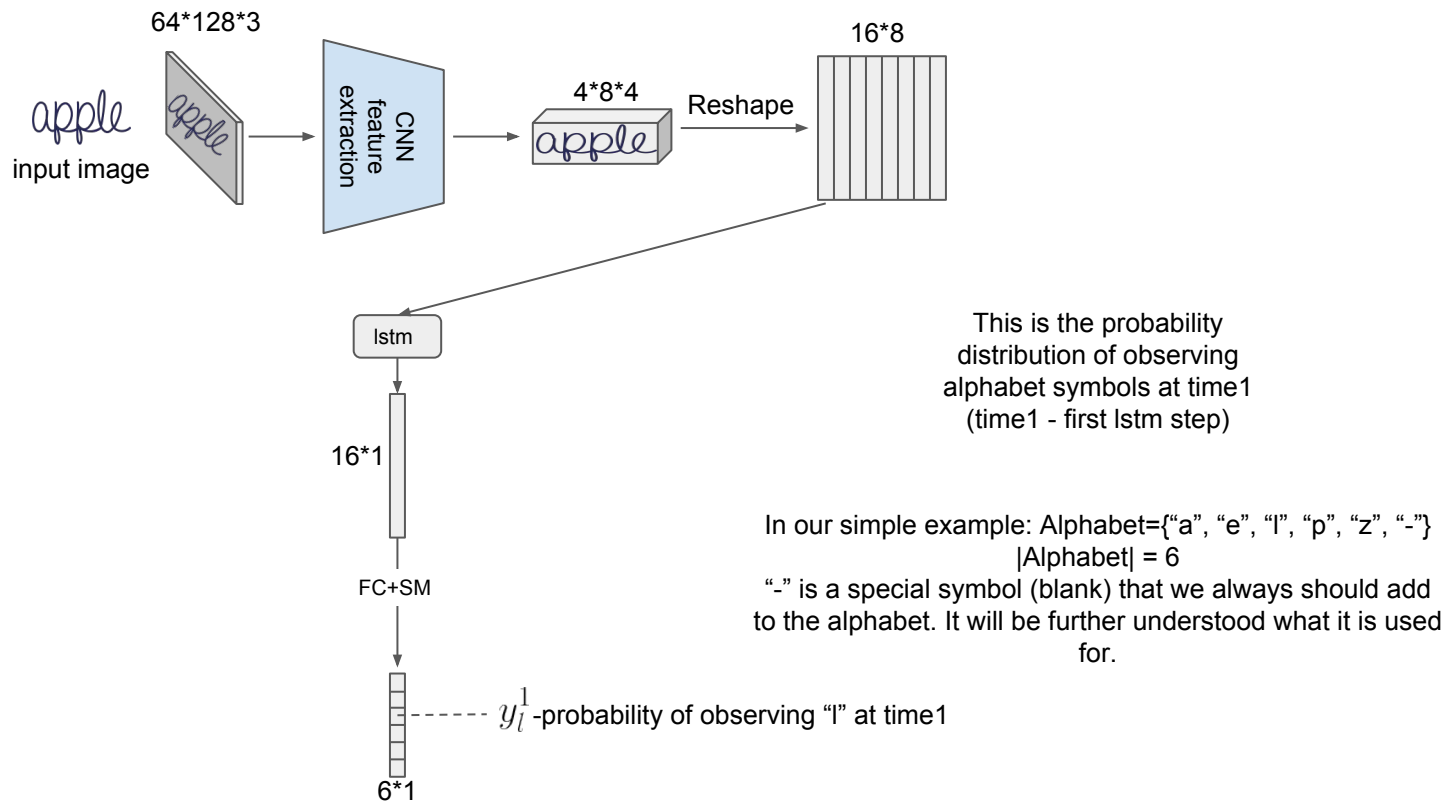 64*128*3
16*8
apple
apple
CNN
feature
extraction
4*8*4
apple
Reshape
input image
lstm
This is the probability
distribution of observing
alphabet symbols at time1
(time1 - first lstm step)
16*1
In our simple example: Alphabet={“a”, “e”, “l”, “p”, “z”, “-”}
|Alphabet| = 6
“-” is a special symbol (blank) that we always should add
to the alphabet. It will be further understood what it is used
for.
FC+SM
y_l^1 -probability of observing “l” at time1
6*1